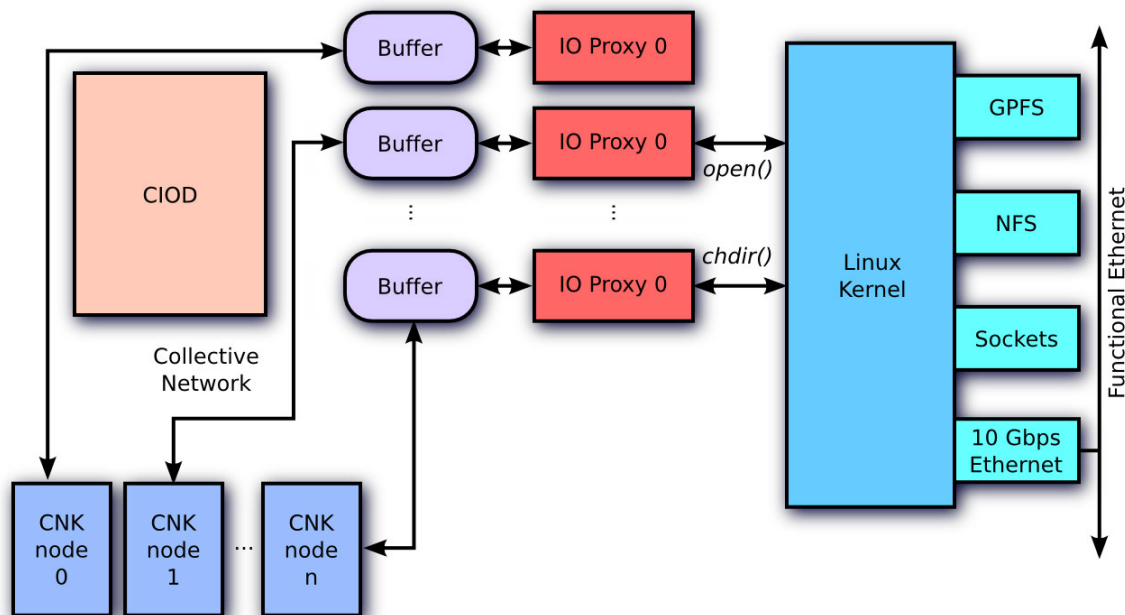 Buffer
IO Proxy 0
Buffer
IO Proxy 0
open()
...
...
chdir()
Buffer
IO Proxy 0
CIOD
Collective
Network
CNK
node
0
CNK
node
1
...
CNK
node
n
Linux
Kernel
GPFS
NFS
Sockets
10 Gbps
Ethernet
Functional Ethernet